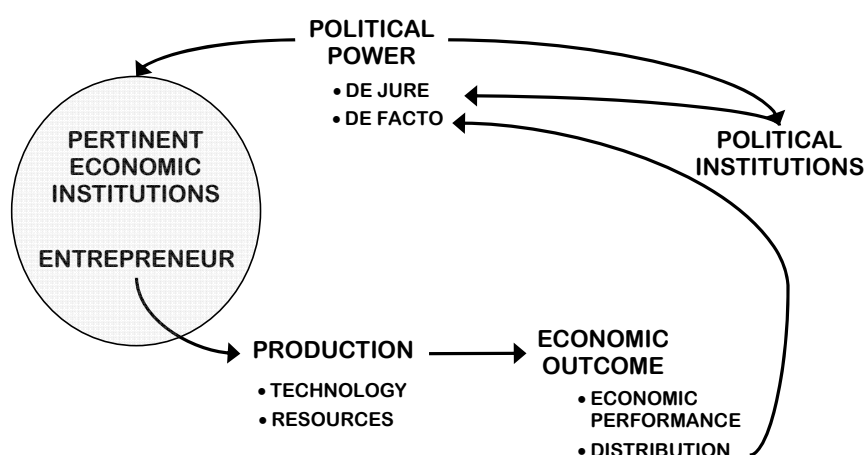 POLITICAL
POWER
• DE JURE
• DE FACTO
POLITICAL
INSTITUTIONS
PERTINENT
ECONOMIC
INSTITUTIONS
ENTREPRENEUR
PRODUCTION
• TECHNOLOGY
• RESOURCES
ECONOMIC
OUTCOME
• ECONOMIC
PERFORMANCE
• DISTRIBUTION